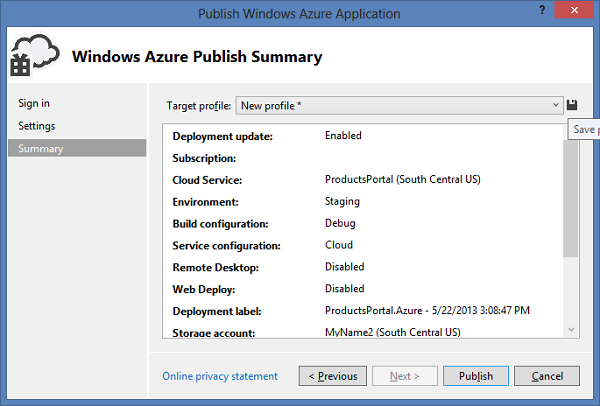 Publish Windows Azure Application
Windows Azure Publish Summary
Sign in
Settings
Summary
Target profile: New profile *
Save
Deployment update: Enabled
Subscription:
Cloud Service: ProductsPortal (South Central US)
Environment: Staging
Build configuration: Debug
Service configuration: Cloud
Remote Desktop: Disabled
Web Deploy: Disabled
Deployment label: ProductsPortal.Azure - 5/22/2013 3:08:47 PM
Storage account: MyName2 (South Central US)
Online privacy statement < Previous Next > Publish Cancel